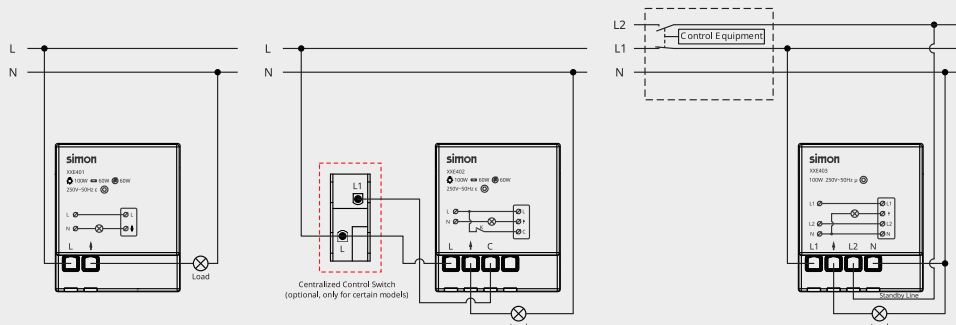 L
N
simon
XXE401
100W 60W 60W
250V~50Hz ε
L
L
N
L
Load
L
N
L1
L
Centralized Control Switch
(optional, only for certain models)
simon
XXE402
100W 60W 60W
250V~50Hz ε
L
L
N
K
C
L
C
L2
L1
N
Control Equipment
simon
XXE403
100W 250V~50Hz μ
L1
L1
L2
L2
N
N
L1
L2
N
Standby Line